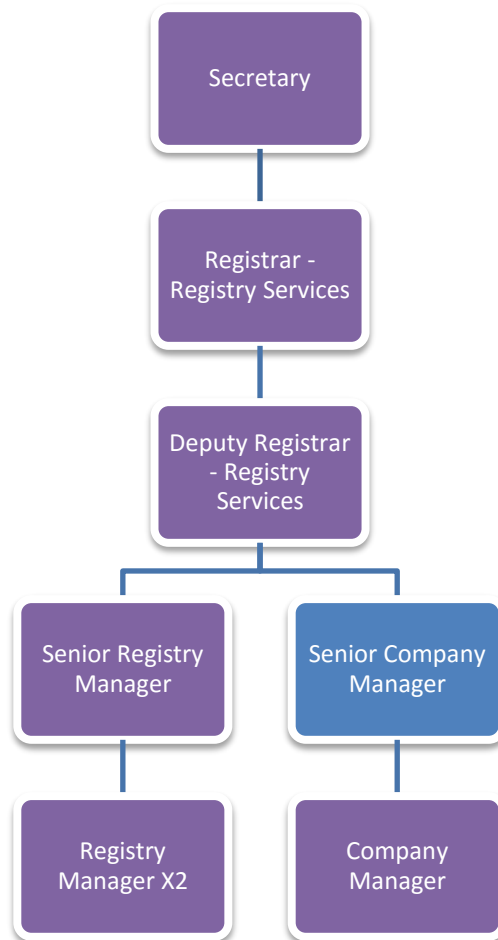 Secretary
Registrar -
Registry Services
Deputy Registrar
- Registry
Services
Senior Registry
Manager
Senior Company
Manager
Registry
Manager X2
Company
Manager